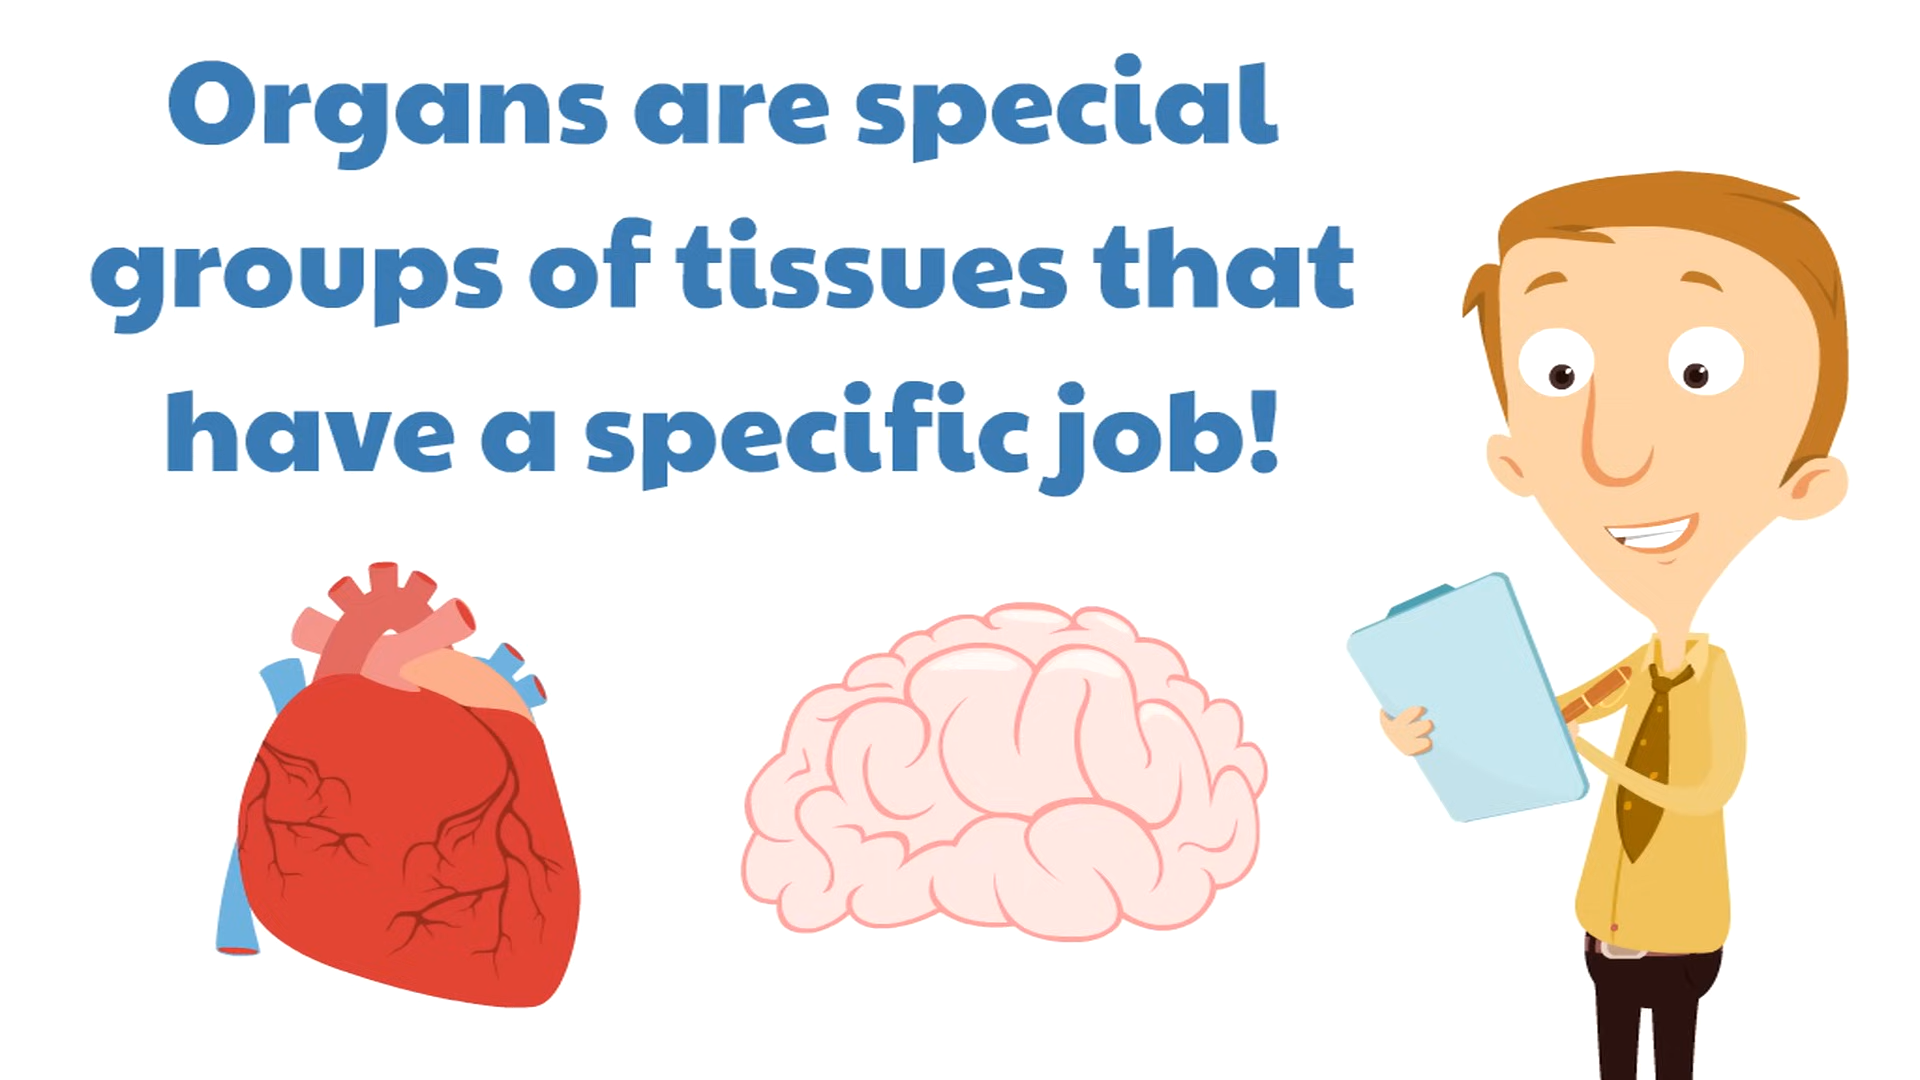 Organs are special
groups of tissues that
have a specific job!